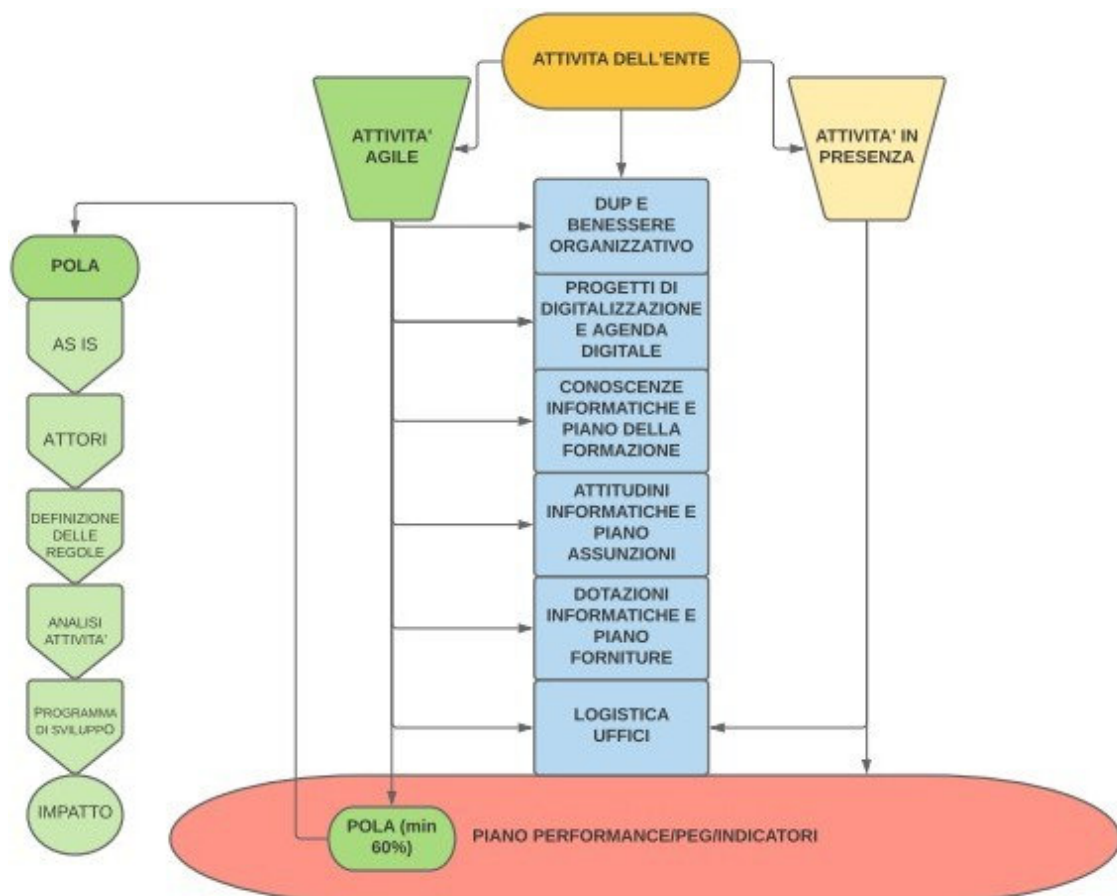 ATTIVITA DELL'ENTE
ATTIVITA'
AGILE
ATTIVITA' IN
PRESENZA
DUP E
BENESSERE
ORGANIZZATIVO
PROGETTI DI
DIGITALIZZAZIONE
E AGENDA
DIGITALE
CONOSCENZE
INFORMATICHE E
PIANO DELLA
FORMAZIONE
ATTITUDINI
INFORMATICHE E
PIANO
ASSUNZIONI
DOTAZIONI
INFORMATICHE E
PIANO
FORNITURE
LOGISTICA
UFFICI
POLA
AS IS
ATTORI
DEFINIZIONE
DELLE
REGOLE
ANALISI
ATTIVITA'
PROGRAMMA
DI SVILUPPO
IMPATTO
POLA (min
60%)
PIANO PERFORMANCE/PEG/INDICATORI